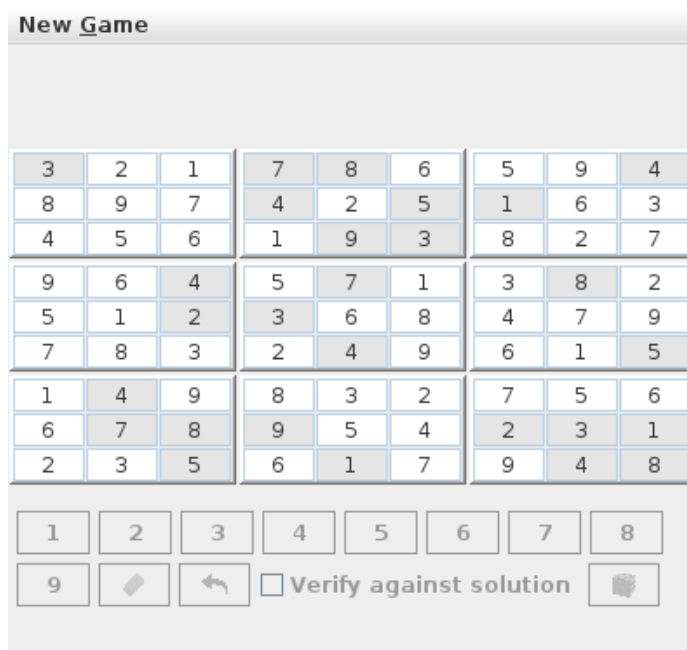 New Game
3 2 1 7 8 6 5 9 4
8 9 7 4 2 5 1 6 3
4 5 6 1 9 3 8 2 7
9 6 4 5 7 1 3 8 2
5 1 2 3 6 8 4 7 9
7 8 3 2 4 9 6 1 5
1 4 9 8 3 2 7 5 6
6 7 8 9 5 4 2 3 1
2 3 5 6 1 7 9 4 8
1 2 3 4 5 6 7 8
9 Verify against solution